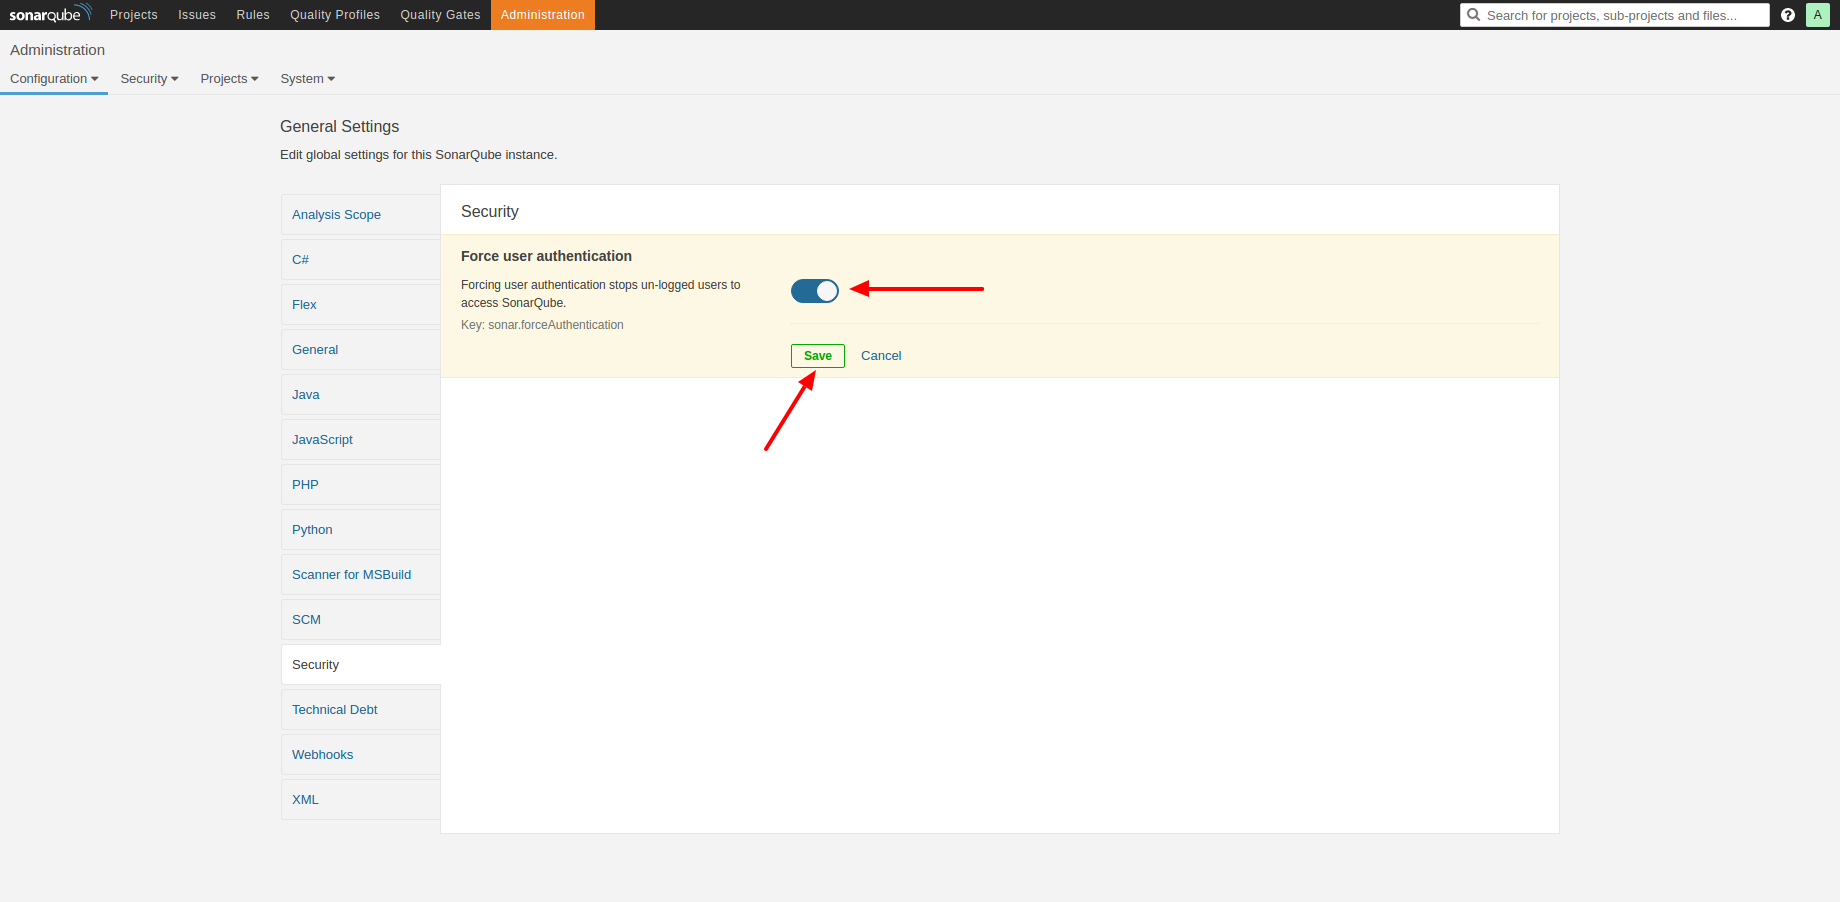 sonarqube Projects Issues Rules Quality Profiles Quality Gates Administration Search for projects, sub-projects and files... ? A
Administration
Configuration Security Projects System
General Settings
Edit global settings for this SonarQube instance.
Analysis Scope
C#
Flex
General
Java
JavaScript
PHP
Python
Scanner for MSBuild
SCM
Security
Technical Debt
Webhooks
XML
Security
Force user authentication
Forcing user authentication stops un-logged users to
access SonarQube.
Key: sonar.forceAuthentication
Save Cancel